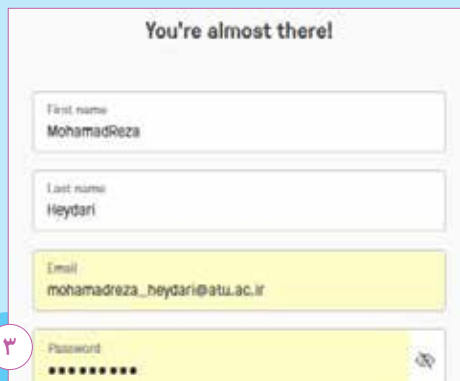 You're almost there!
First name
MohamadReza
Last name
Heydari
Email
mohamadreza_heydari@atu.ac.ir
۳
Password
•••••••••